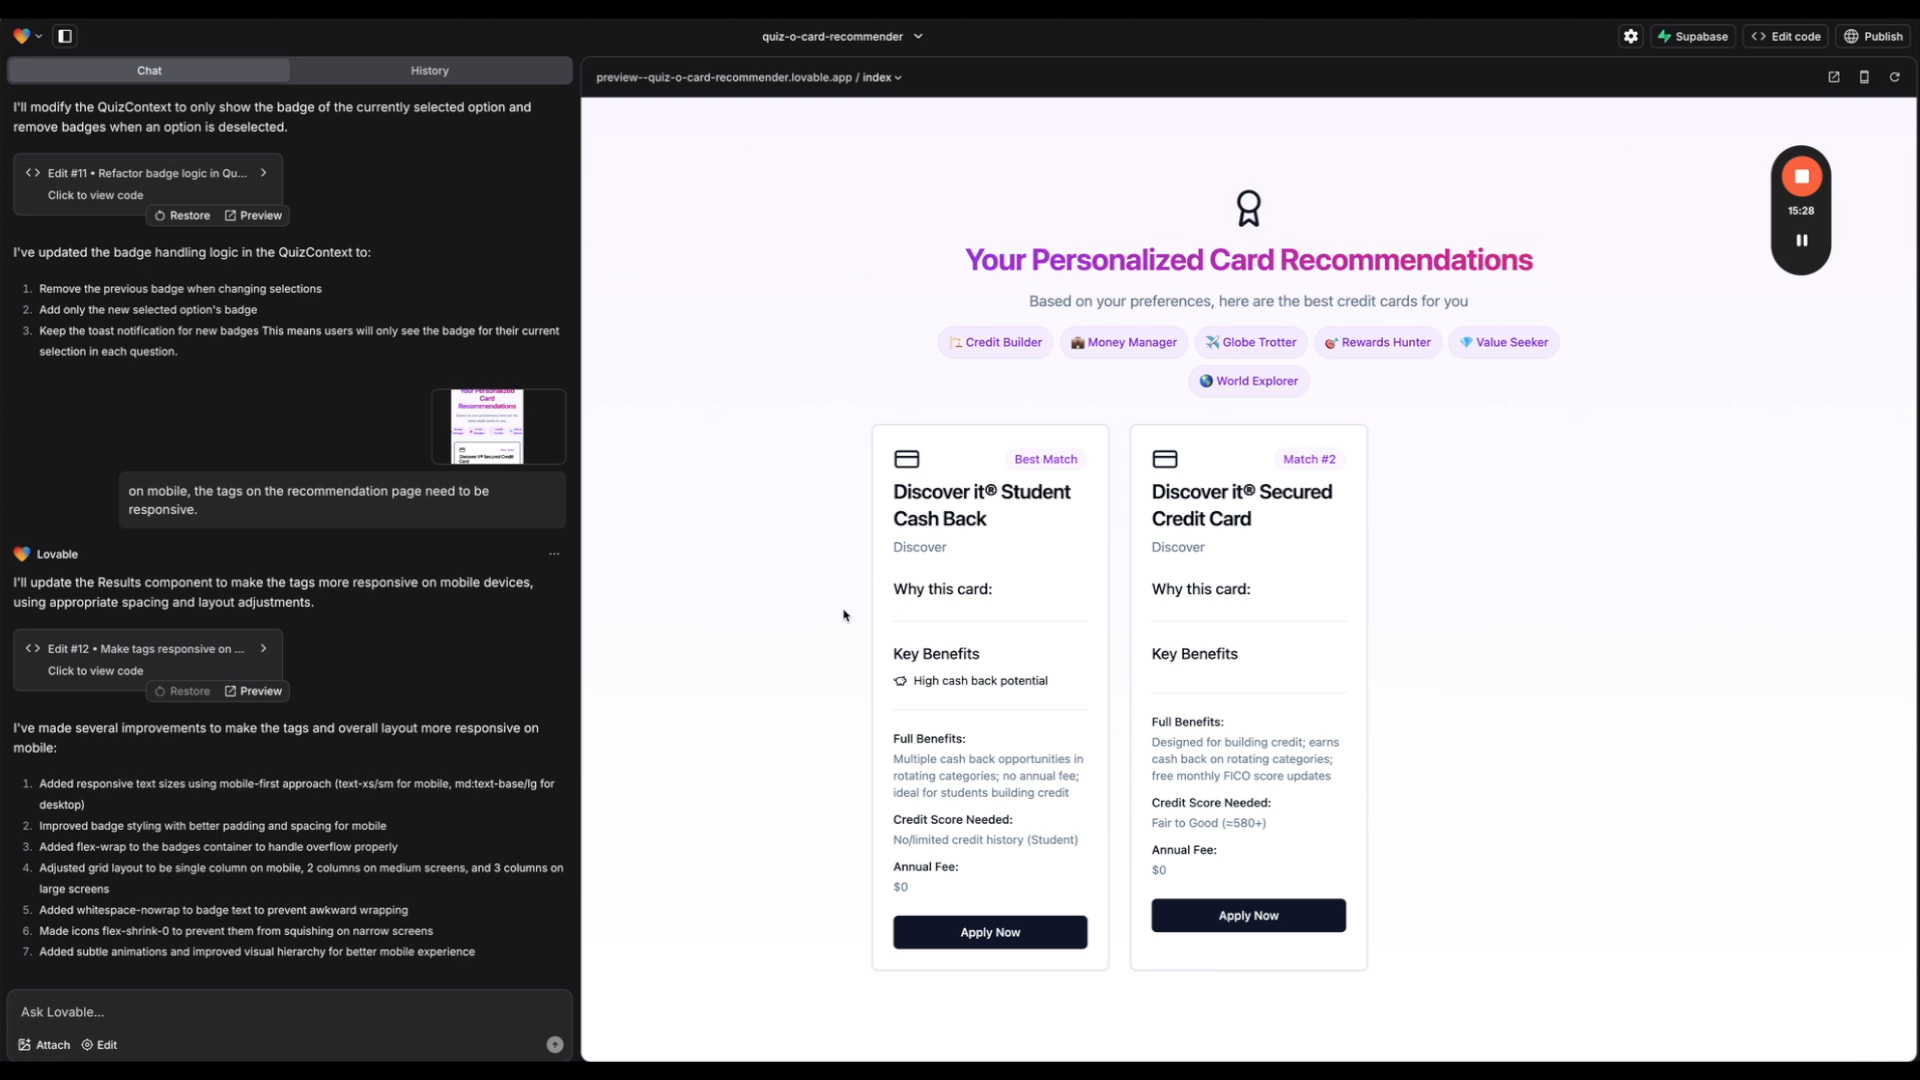 quiz-o-card-recommender
Supabase
Edit code
Publish
Chat
History
I'll modify the QuizContext to only show the badge of the currently selected option and
remove badges when an option is deselected.
Edit #11 • Refactor badge logic in Qu...
Click to view code
Restore
Preview
I've updated the badge handling logic in the QuizContext to:
1. Remove the previous badge when changing selections
2. Add only the new selected option's badge
3. Keep the toast notification for new badges This means users will only see the badge for their current
selection in each question.
Your Personalized
Card
Recommendations
on mobile, the tags on the recommendation page need to be
responsive.
Lovable
I'll update the Results component to make the tags more responsive on mobile devices,
using appropriate spacing and layout adjustments.
Edit #12 • Make tags responsive on ...
Click to view code
Restore
Preview
I've made several improvements to make the tags and overall layout more responsive on
mobile:
1. Added responsive text sizes using mobile-first approach (text-xs/sm for mobile, md:text-base/lg for
desktop)
2. Improved badge styling with better padding and spacing for mobile
3. Added flex-wrap to the badges container to handle overflow properly
4. Adjusted grid layout to be single column on mobile, 2 columns on medium screens, and 3 columns on
large screens
5. Added whitespace-nowrap to badge text to prevent awkward wrapping
6. Made icons flex-shrink-0 to prevent them from squishing on narrow screens
7. Added subtle animations and improved visual hierarchy for better mobile experience
Ask Lovable...
Attach
Edit
preview--quiz-o-card-recommender.lovable.app / index
15:28
Your Personalized Card Recommendations
Based on your preferences, here are the best credit cards for you
Credit Builder
Money Manager
Globe Trotter
Rewards Hunter
Value Seeker
World Explorer
Best Match
Discover it® Student
Cash Back
Discover
Why this card:
Key Benefits
High cash back potential
Full Benefits:
Multiple cash back opportunities in
rotating categories; no annual fee;
ideal for students building credit
Credit Score Needed:
No/limited credit history (Student)
Annual Fee:
$0
Apply Now
Match #2
Discover it® Secured
Credit Card
Discover
Why this card:
Key Benefits
Full Benefits:
Designed for building credit; earns
cash back on rotating categories;
free monthly FICO score updates
Credit Score Needed:
Fair to Good (≈580+)
Annual Fee:
$0
Apply Now